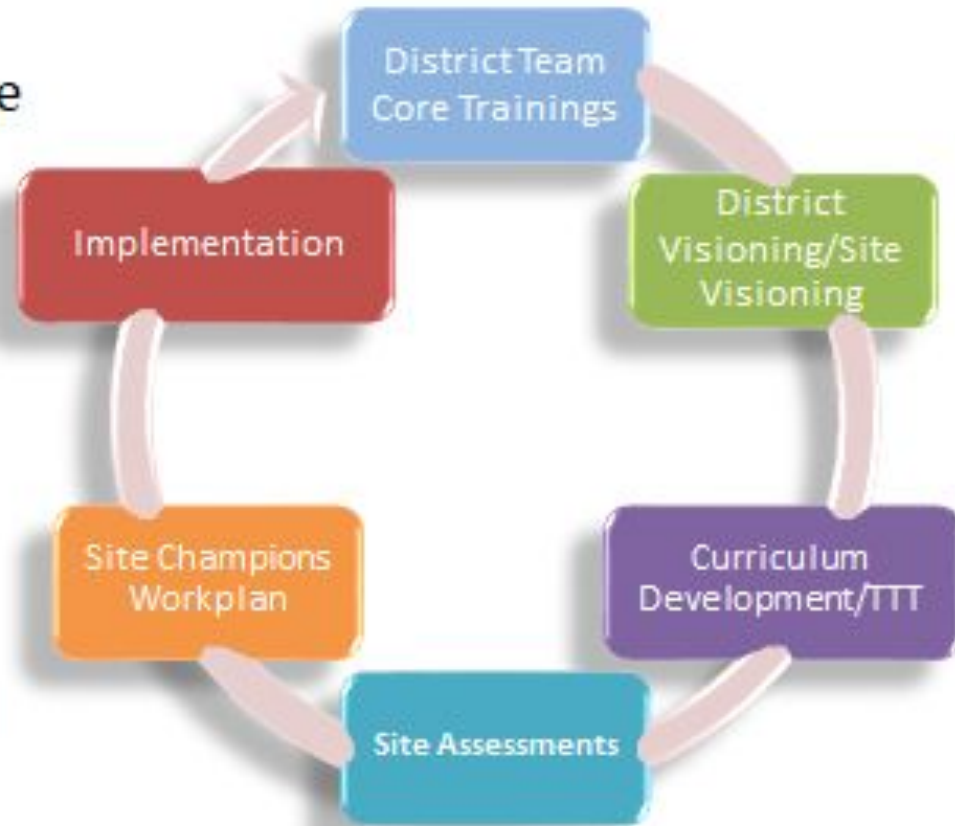 e
District Team
Core Trainings
District
Visioning/Site
Visioning
Curriculum
Development/TTT
Site Assessments
Site Champions
Workplan
Implementation